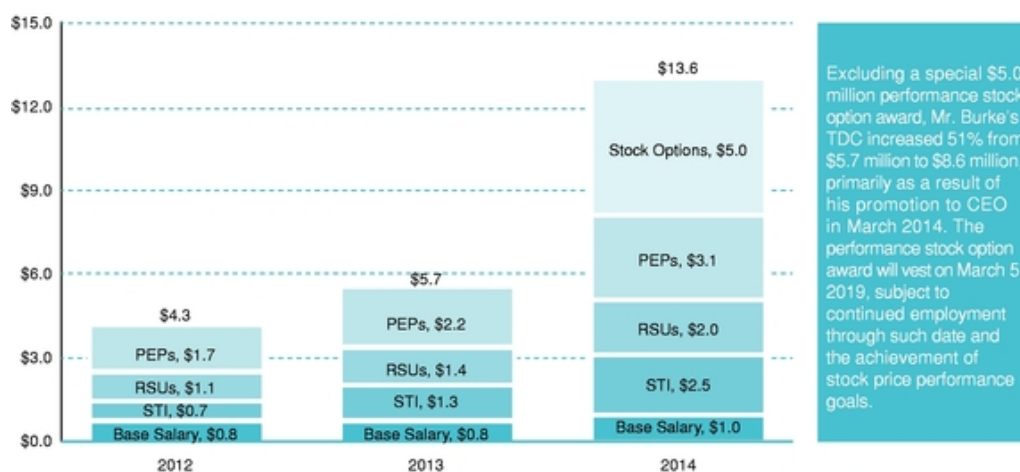 $15.0
$12.0
$9.0
$6.0
$3.0
$0.0
$4.3
PEPs, $1.7
RSUs, $1.1
STI, $0.7
Base Salary, $0.8
2012
$5.7
PEPs, $2.2
RSUs, $1.4
STI, $1.3
Base Salary, $0.8
2013
$13.6
Stock Options, $5.0
PEPs, $3.1
RSUs, $2.0
STI, $2.5
Base Salary, $1.0
2014
Excluding a special $5.0
million performance stock
option award, Mr. Burke's
TDC increased 51% from
$5.7 million to $8.6 million,
primarily as a result of
his promotion to CEO
in March 2014. The
performance stock option
award will vest on March 5
2019, subject to
continued employment
through such date and
the achievement of
stock price performance
goals.